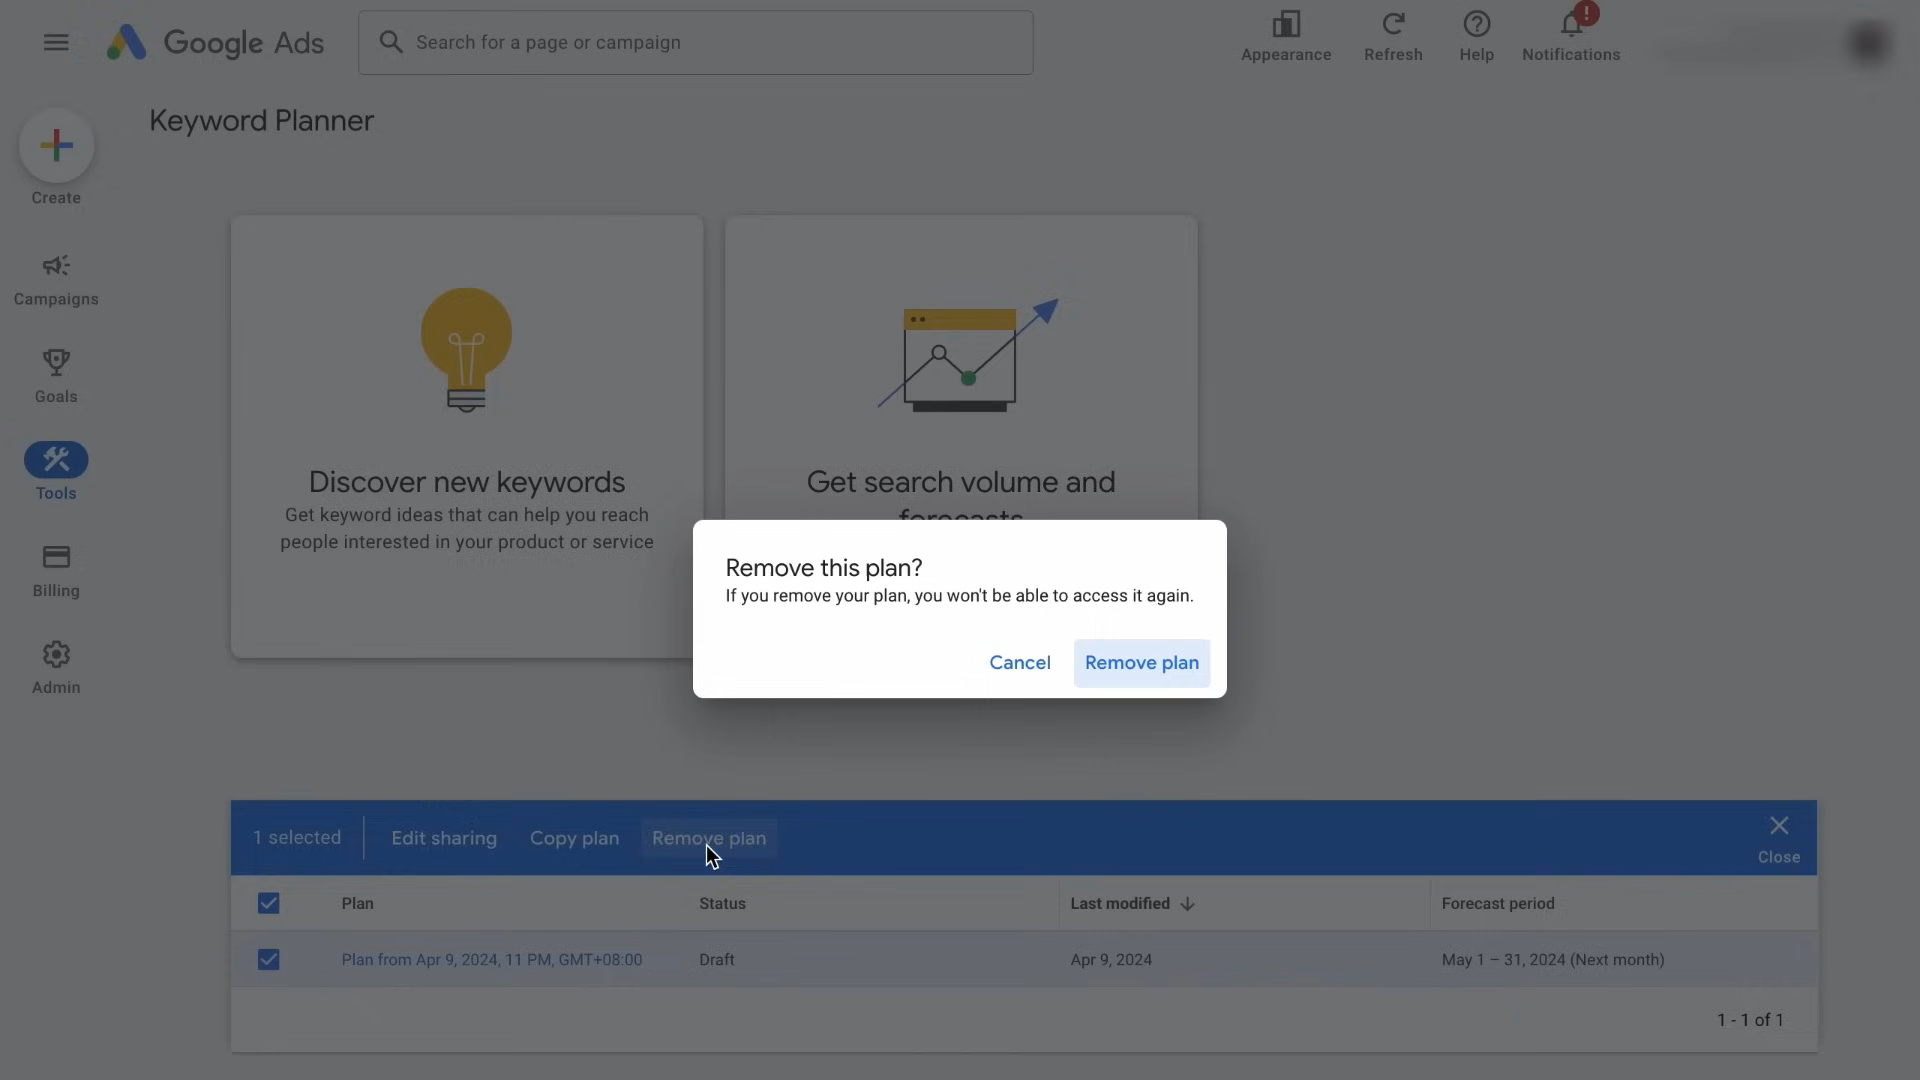 Google Ads
Search for a page or campaign
Appearance
Refresh
Help
!
Notifications
Keyword Planner
Create
Campaigns
Goals
Tools
Billing
Admin
Discover new keywords
Get keyword ideas that can help you reach
people interested in your product or service
Get search volume and
forecasts
Remove this plan?
If you remove your plan, you won't be able to access it again.
Cancel
Remove plan
1 selected
Edit sharing
Copy plan
Remove plan
Close
Plan
Status
Last modified
Forecast period
Plan from Apr 9, 2024, 11 PM, GMT+08:00
Draft
Apr 9, 2024
May 1 – 31, 2024 (Next month)
1 - 1 of 1